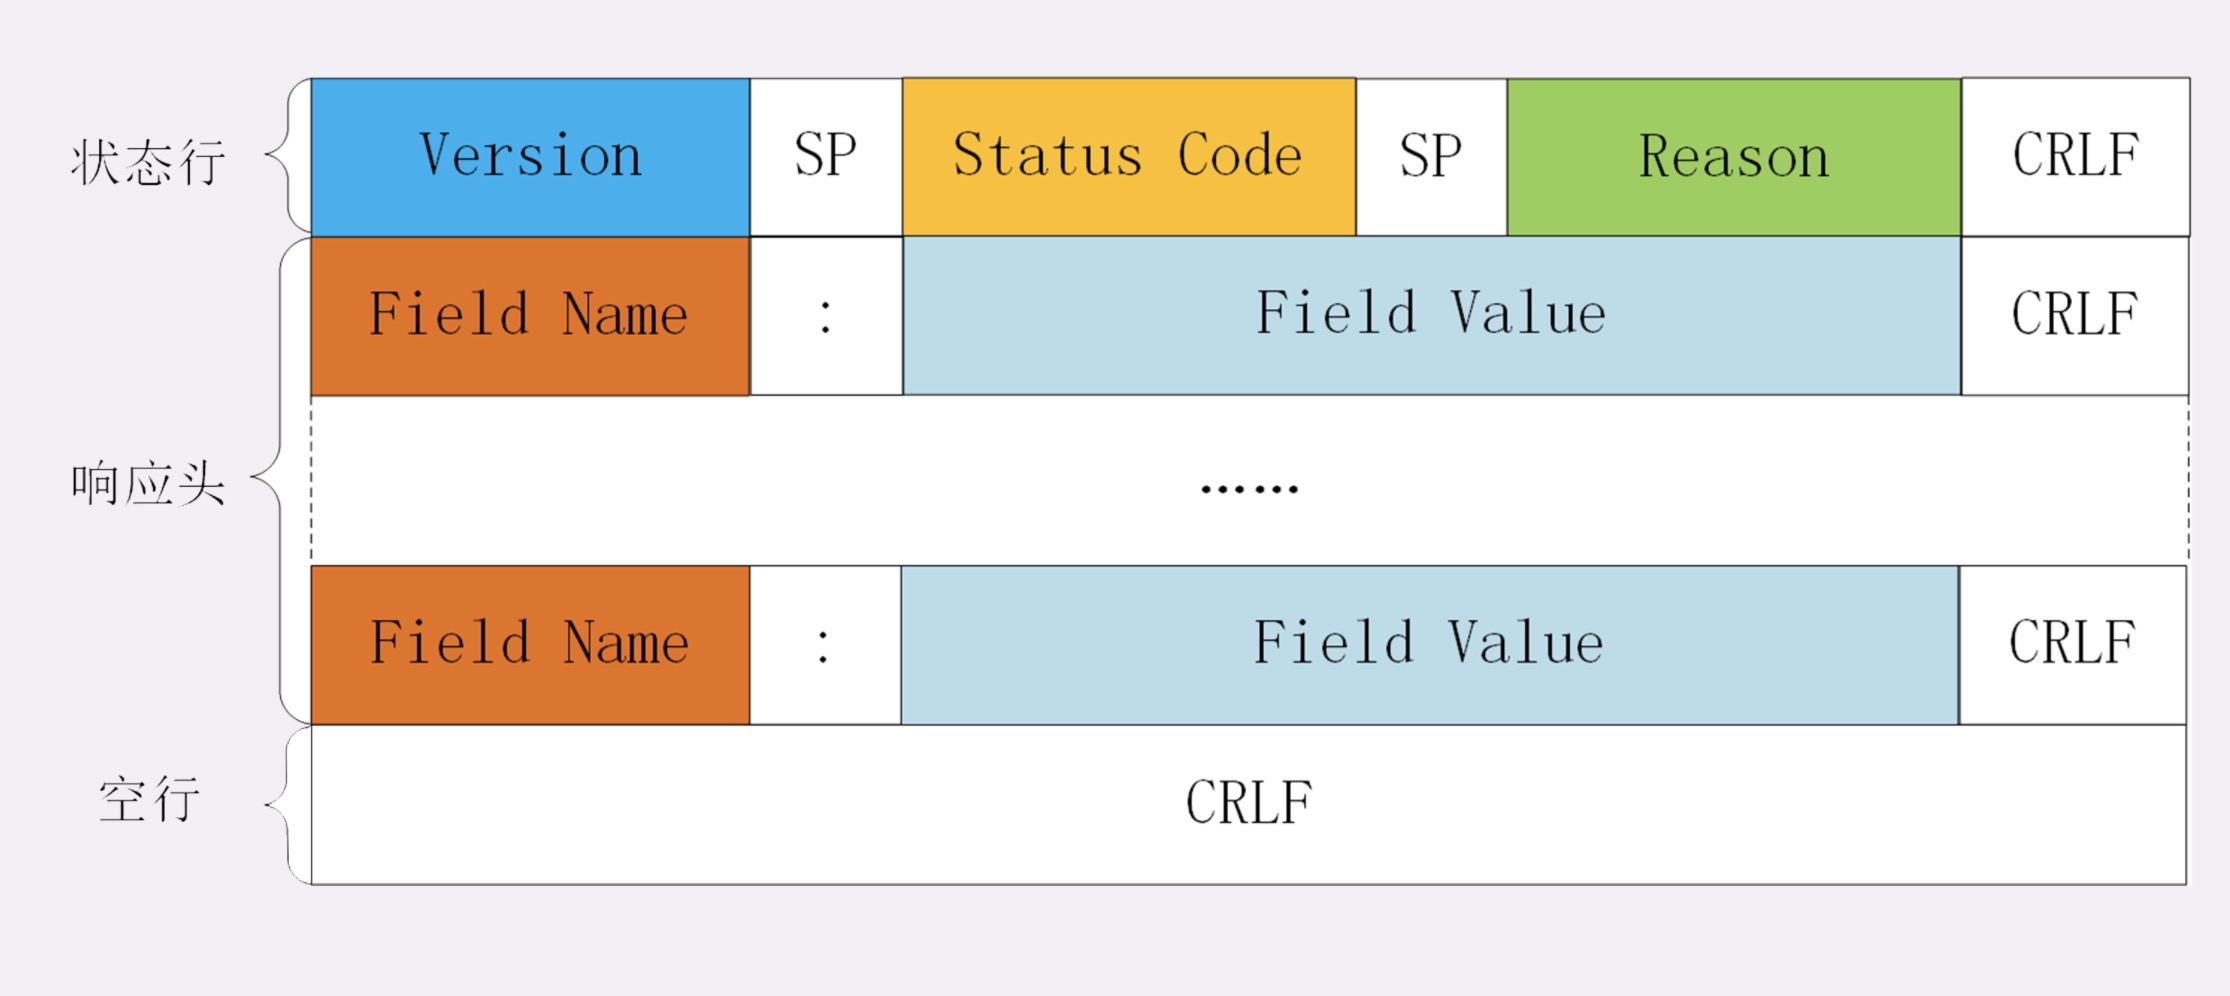 状态行 Version SP Status Code SP Reason CRLF
Field Name : Field Value CRLF
响应头 ······
Field Name : Field Value CRLF
空行 CRLF